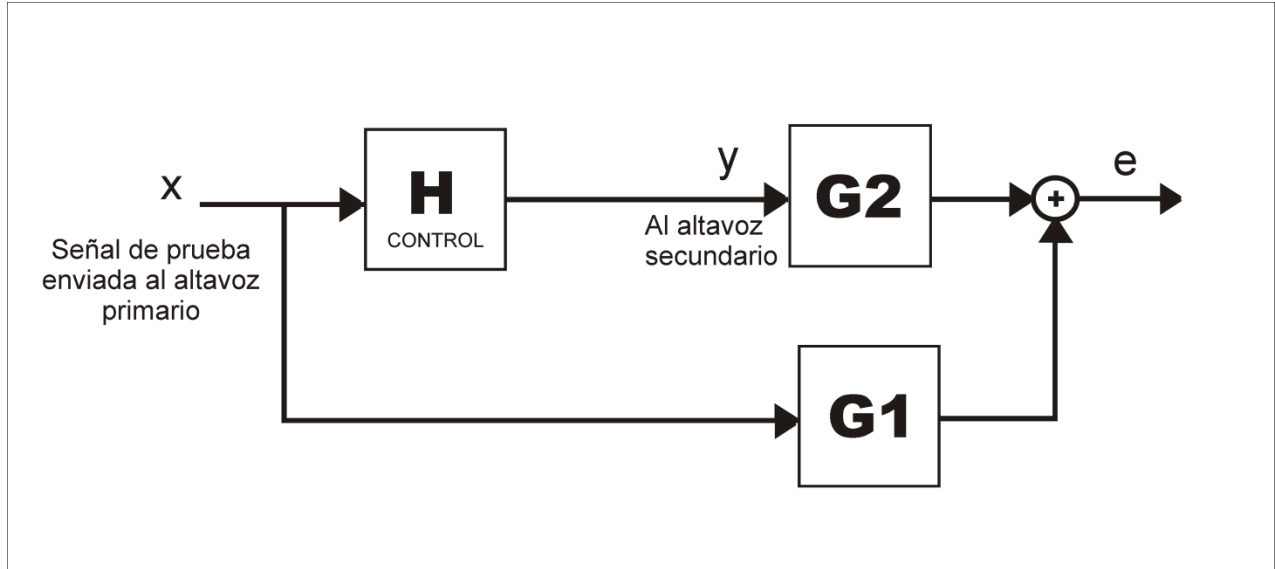 x
Señal de prueba
enviada al altavoz
primario
H
CONTROL
y
Al altavoz
secundario
G2
+
e
G1